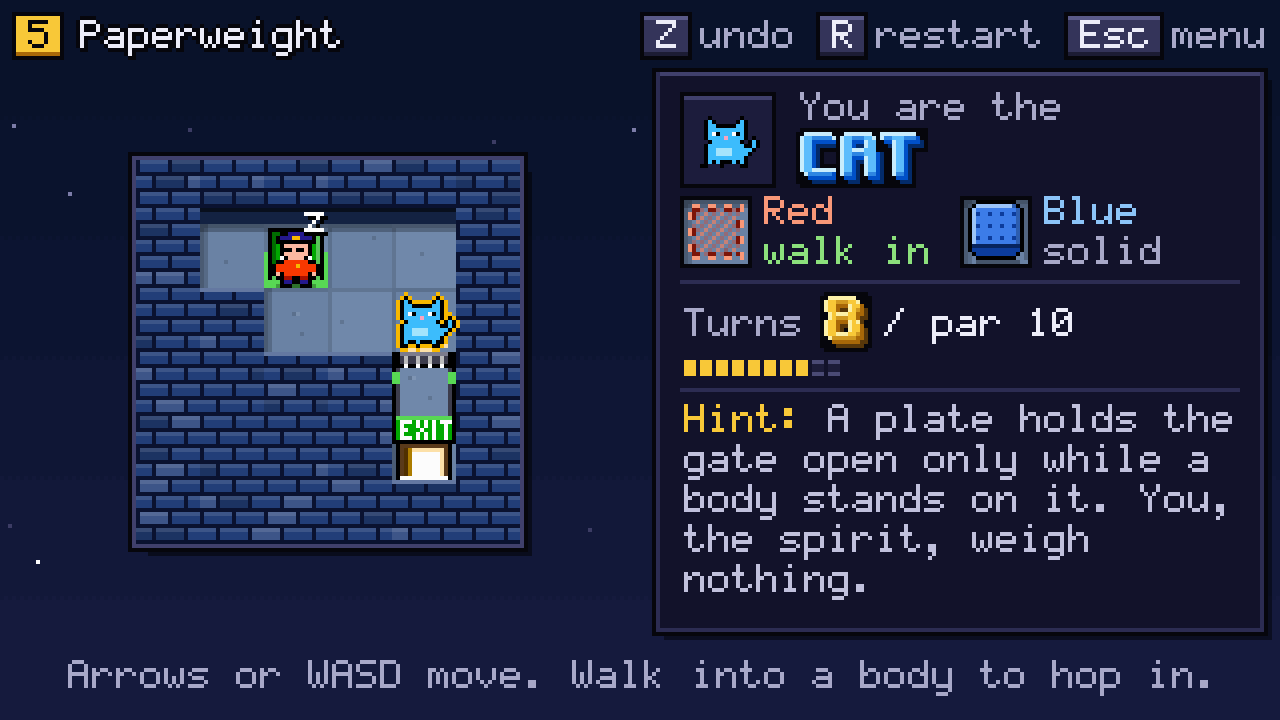 5 Paperweight
Z undo R restart Esc menu
You are the
CAT
Red
walk in
Blue
solid
Turns 8 / par 10
Hint: A plate holds the
gate open only while a
body stands on it. You,
the spirit, weigh
nothing.
Z
EXIT
Arrows or WASD move. Walk into a body to hop in.